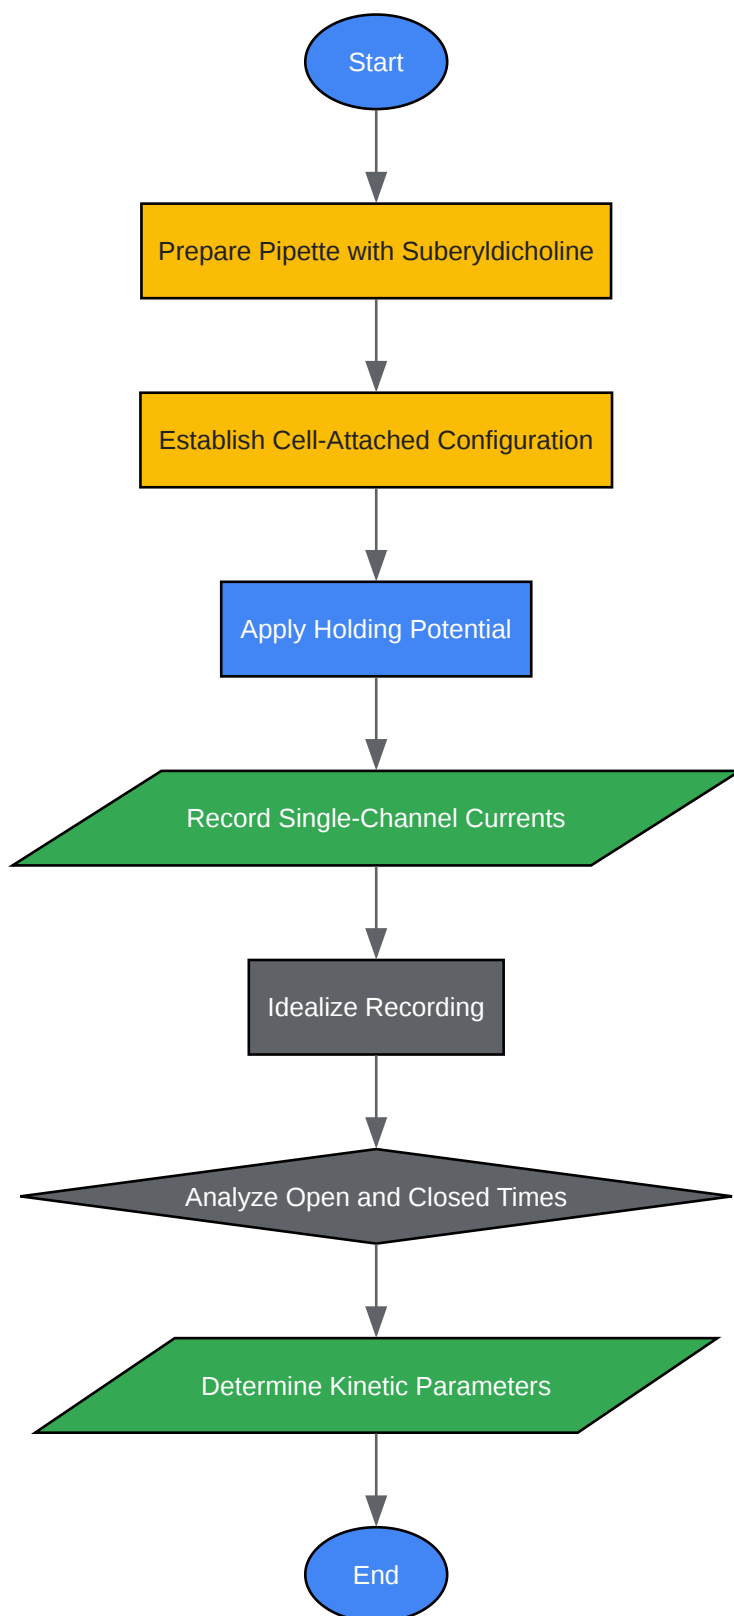 Start
Prepare Pipette with Suberyldicholine
Establish Cell-Attached Configuration
Apply Holding Potential
Record Single-Channel Currents
Idealize Recording
Analyze Open and Closed Times
Determine Kinetic Parameters
End